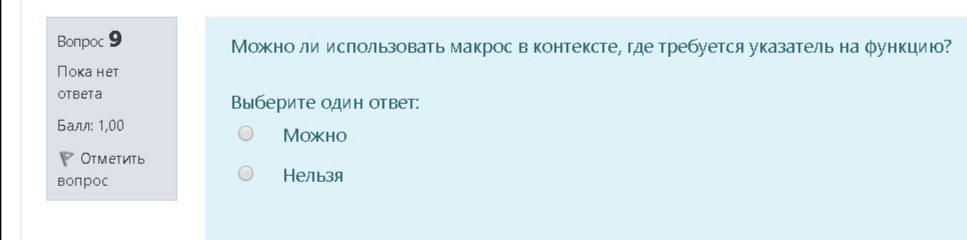 Вопрос 9
Пока нет
ответа
Балл: 1,00
Отметить
вопрос
Можно ли использовать макрос в контексте, где требуется указатель на функцию?
Выберите один ответ:
Можно
Нельзя